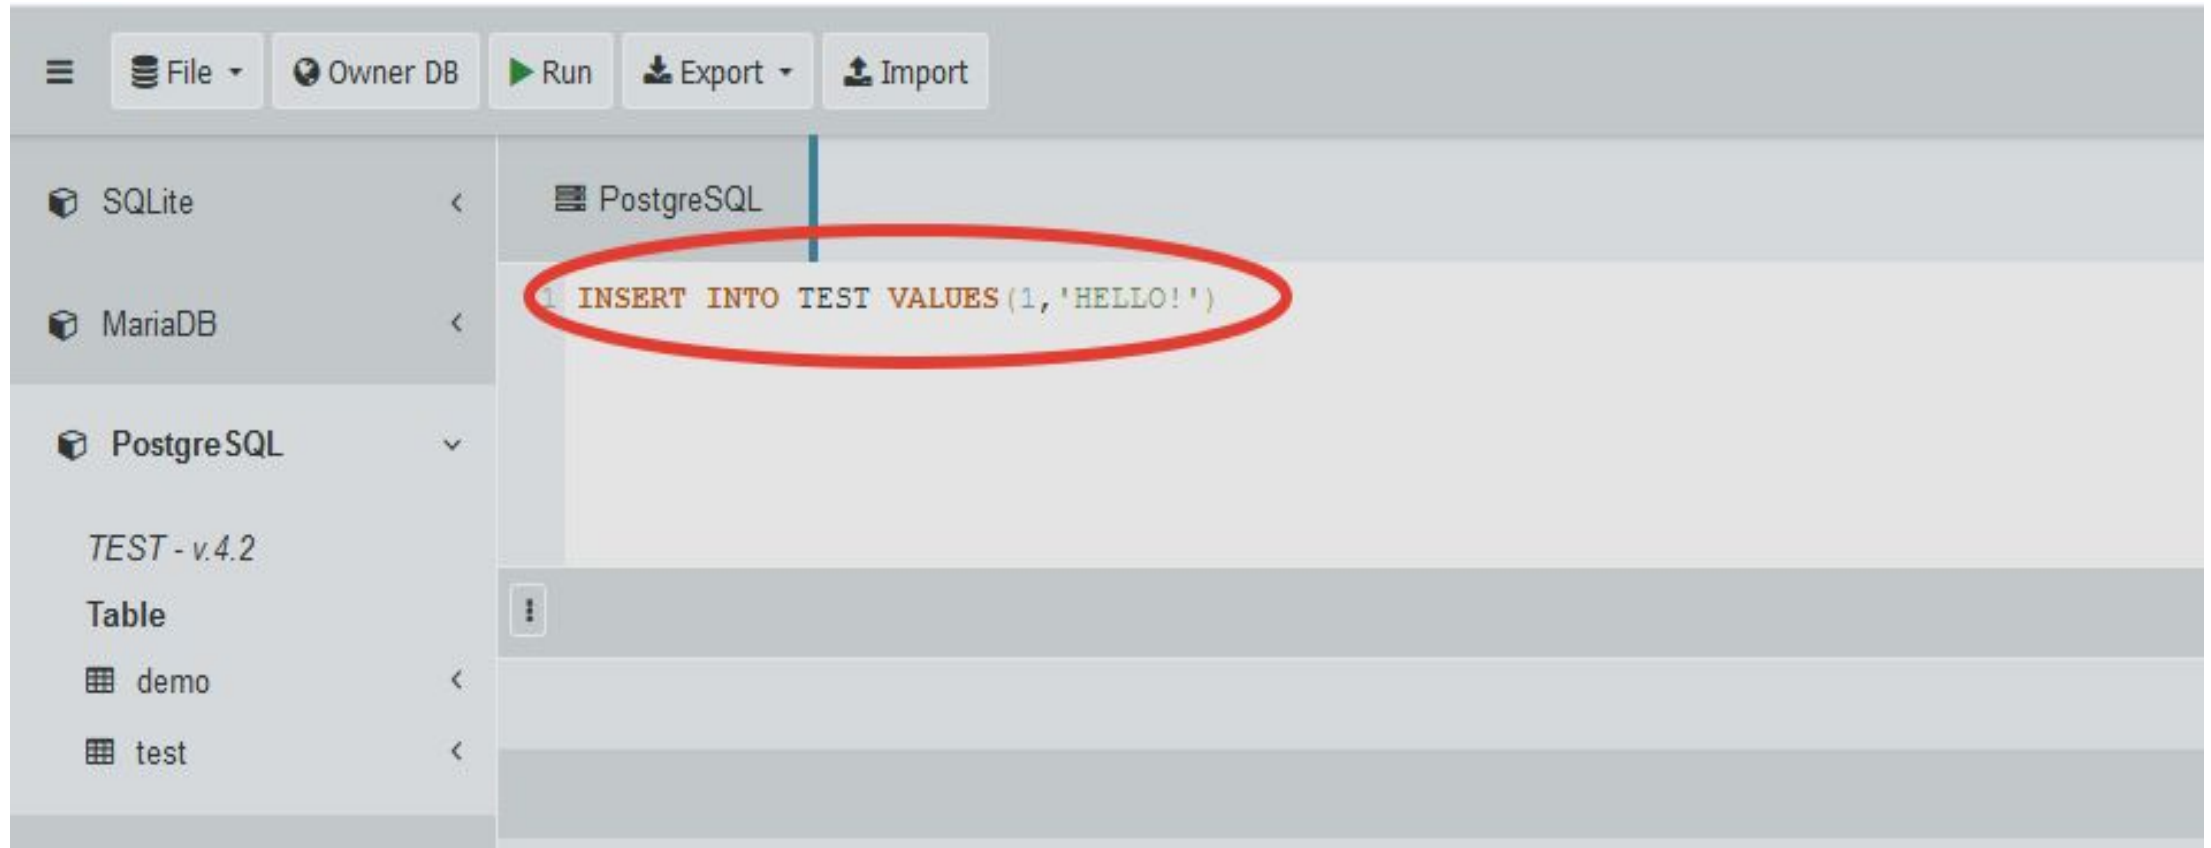 File Owner DB Run Export Import
SQLite
PostgreSQL
1 INSERT INTO TEST VALUES(1,'HELLO!')
MariaDB
PostgreSQL
TEST - v.4.2
Table
demo
test